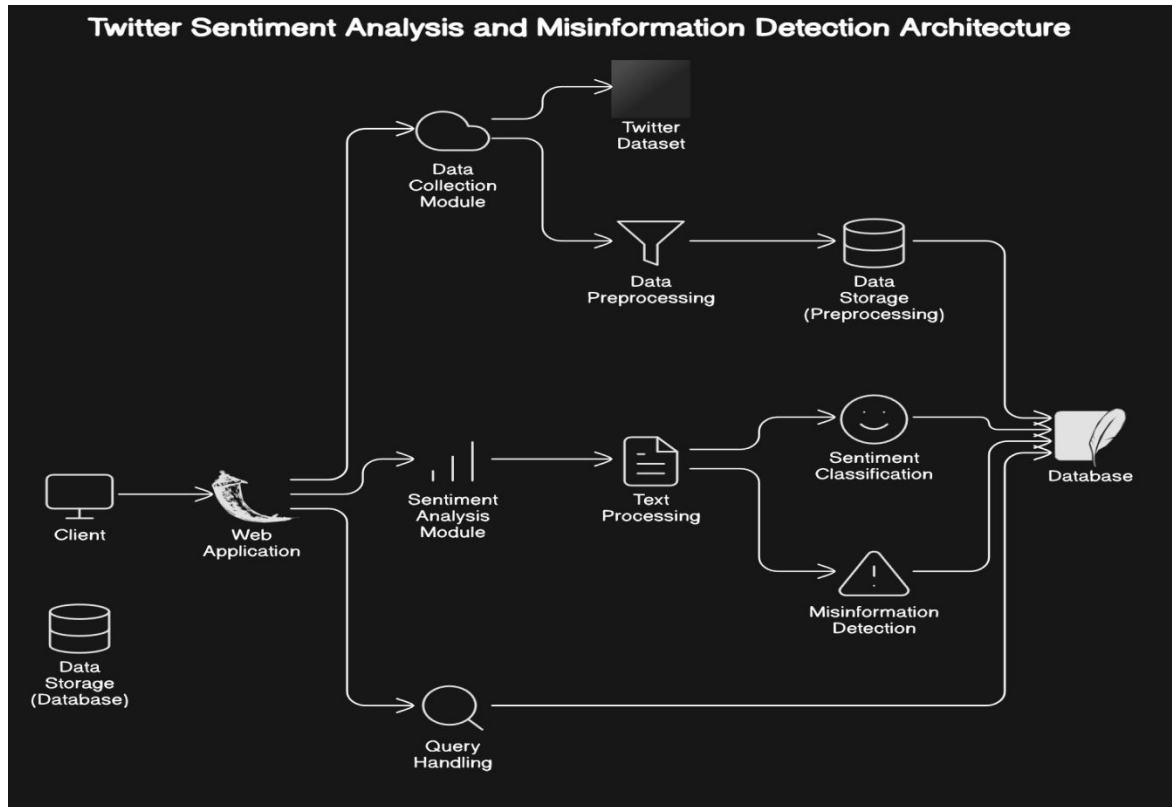 Twitter Sentiment Analysis and Misinformation Detection Architecture
Twitter
Dataset
Data
Collection
Module
Data
Preprocessing
Data
Storage
(Preprocessing)
Sentiment
Classification
Database
Client
Web
Application
Sentiment
Analysis
Module
Text
Processing
Misinformation
Detection
Data
Storage
(Database)
Query
Handling